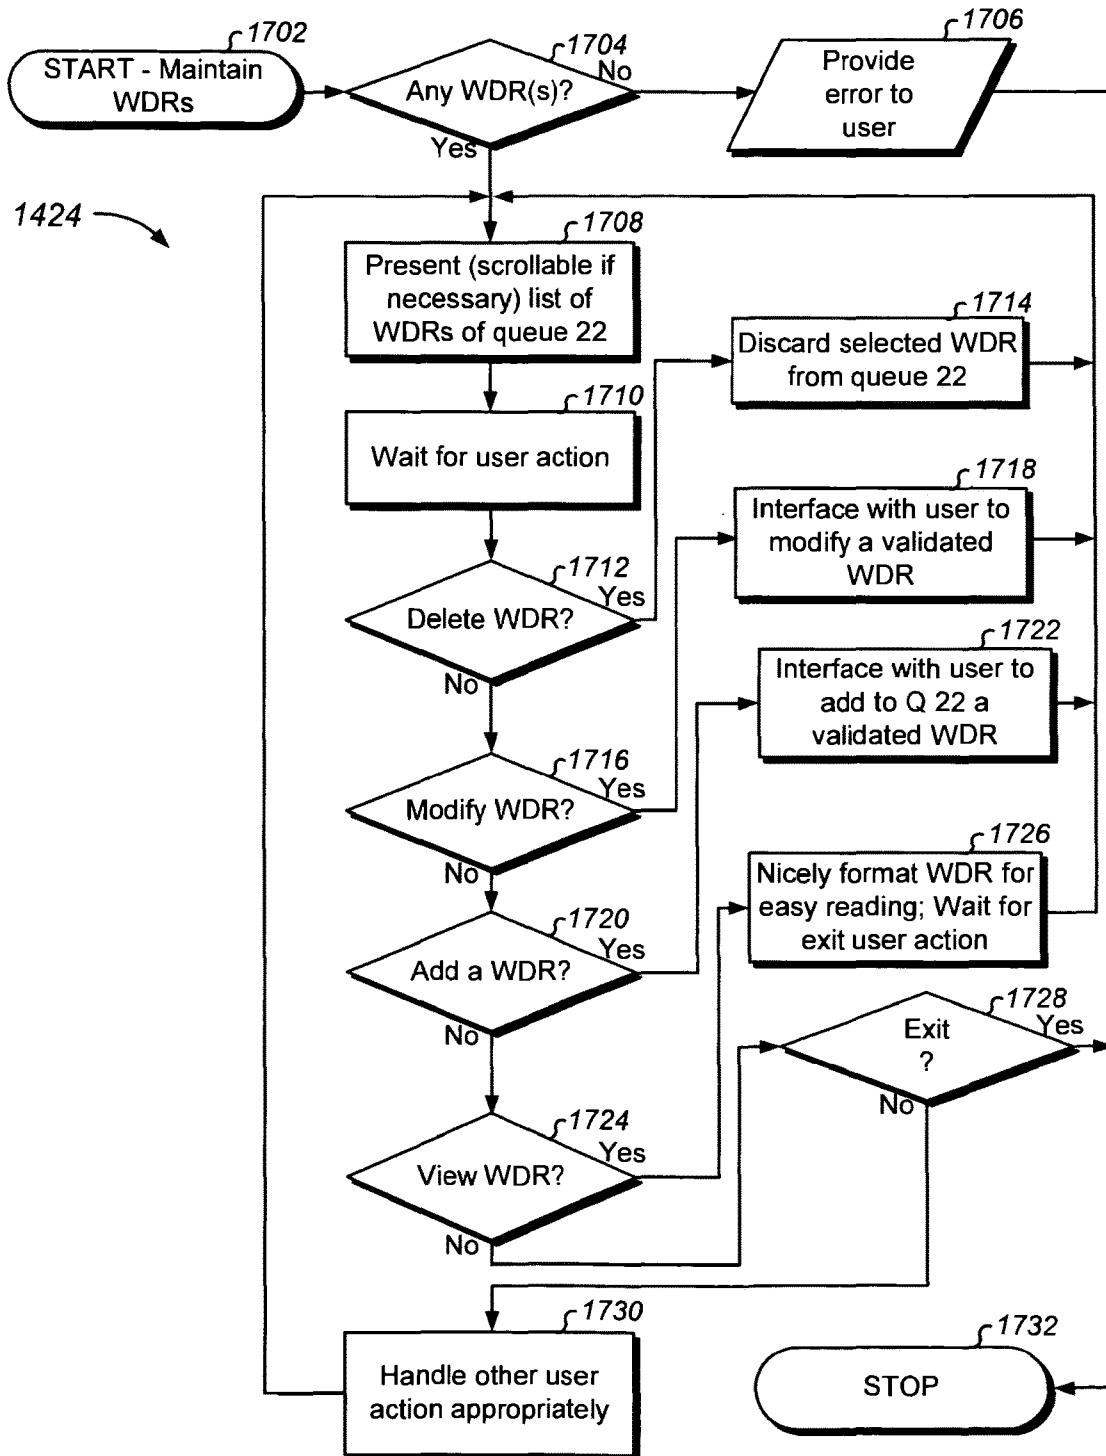 1702
START - Maintain
WDRs
1704
Any WDR(s)?
No
Yes
1706
Provide
error to
user
1424
1708
Present (scrollable if
necessary) list of
WDRs of queue 22
1710
Wait for user action
1712
Delete WDR?
Yes
No
1714
Discard selected WDR
from queue 22
1716
Modify WDR?
Yes
No
1718
Interface with user to
modify a validated
WDR
1720
Add a WDR?
Yes
No
1722
Interface with user to
add to Q 22 a
validated WDR
1724
View WDR?
Yes
No
1726
Nicely format WDR for
easy reading; Wait for
exit user action
1728
Exit
?
Yes
No
1730
Handle other user
action appropriately
1732
STOP